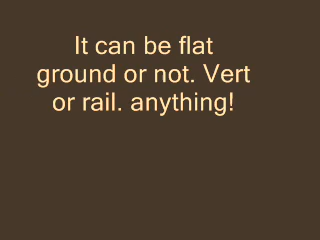 It can be flat
ground or not. Vert
or rail. anything!